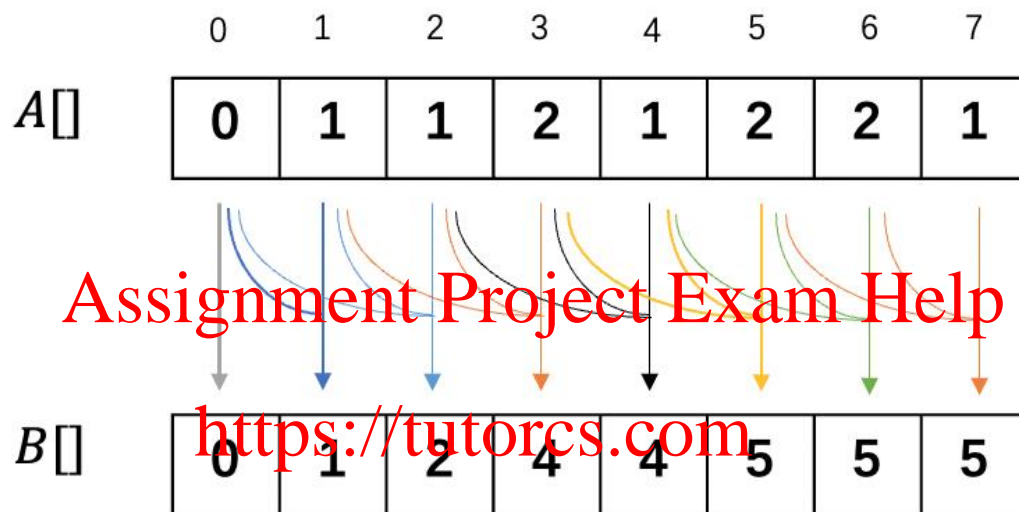 0 1 2 3 4 5 6 7
A[] 0 1 1 2 1 2 2 1
Assignment Project Exam Help
https://tutorcs.com
B[] 0 1 2 4 4 5 5 5